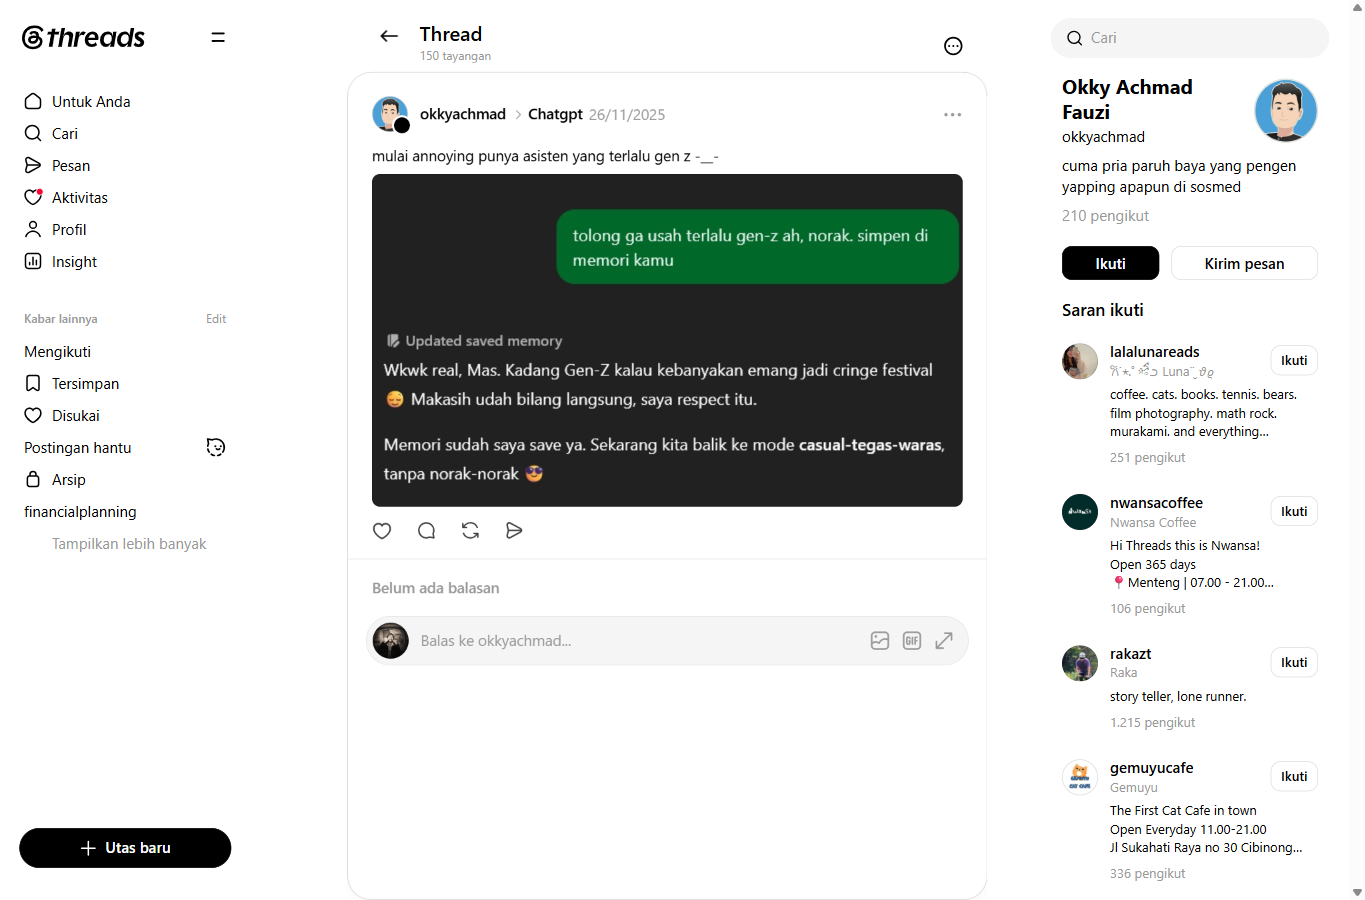 threads
Untuk Anda
Cari
Pesan
Aktivitas
Profil
Insight
Kabar lainnya
Edit
Mengikuti
Tersimpan
Disukai
Postingan hantu
Arsip
financialplanning
Tampilkan lebih banyak
Utas baru
Thread
150 tayangan
okkyachmad > Chatgpt 26/11/2025
mulai annoying punya asisten yang terlalu gen z -__-
tolong ga usah terlalu gen-z ah, norak. simpen di
memori kamu
Updated saved memory
Wkwk real, Mas. Kadang Gen-Z kalau kebanyakan emang jadi cringe festival
😌 Makasih udah bilang langsung, saya respect itu.
Memori sudah saya save ya. Sekarang kita balik ke mode casual-tegas-waras,
tanpa norak-norak 😎
Belum ada balasan
Balas ke okkyachmad...
GIF
Cari
Okky Achmad
Fauzi
okkyachmad
cuma pria paruh baya yang pengen
yapping apapun di sosmed
210 pengikut
Ikuti
Kirim pesan
Saran ikuti
lalalunareads
Ikuti
Luna
coffee. cats. books. tennis. bears.
film photography. math rock.
murakami. and everything...
251 pengikut
nwansacoffee
Ikuti
Nwansa Coffee
Hi Threads this is Nwansa!
Open 365 days
📍Menteng | 07.00 - 21.00...
106 pengikut
rakazt
Ikuti
Raka
story teller, lone runner.
1.215 pengikut
gemuyucafe
Ikuti
Gemuyu
The First Cat Cafe in town
Open Everyday 11.00-21.00
Jl Sukahati Raya no 30 Cibinong...
336 pengikut